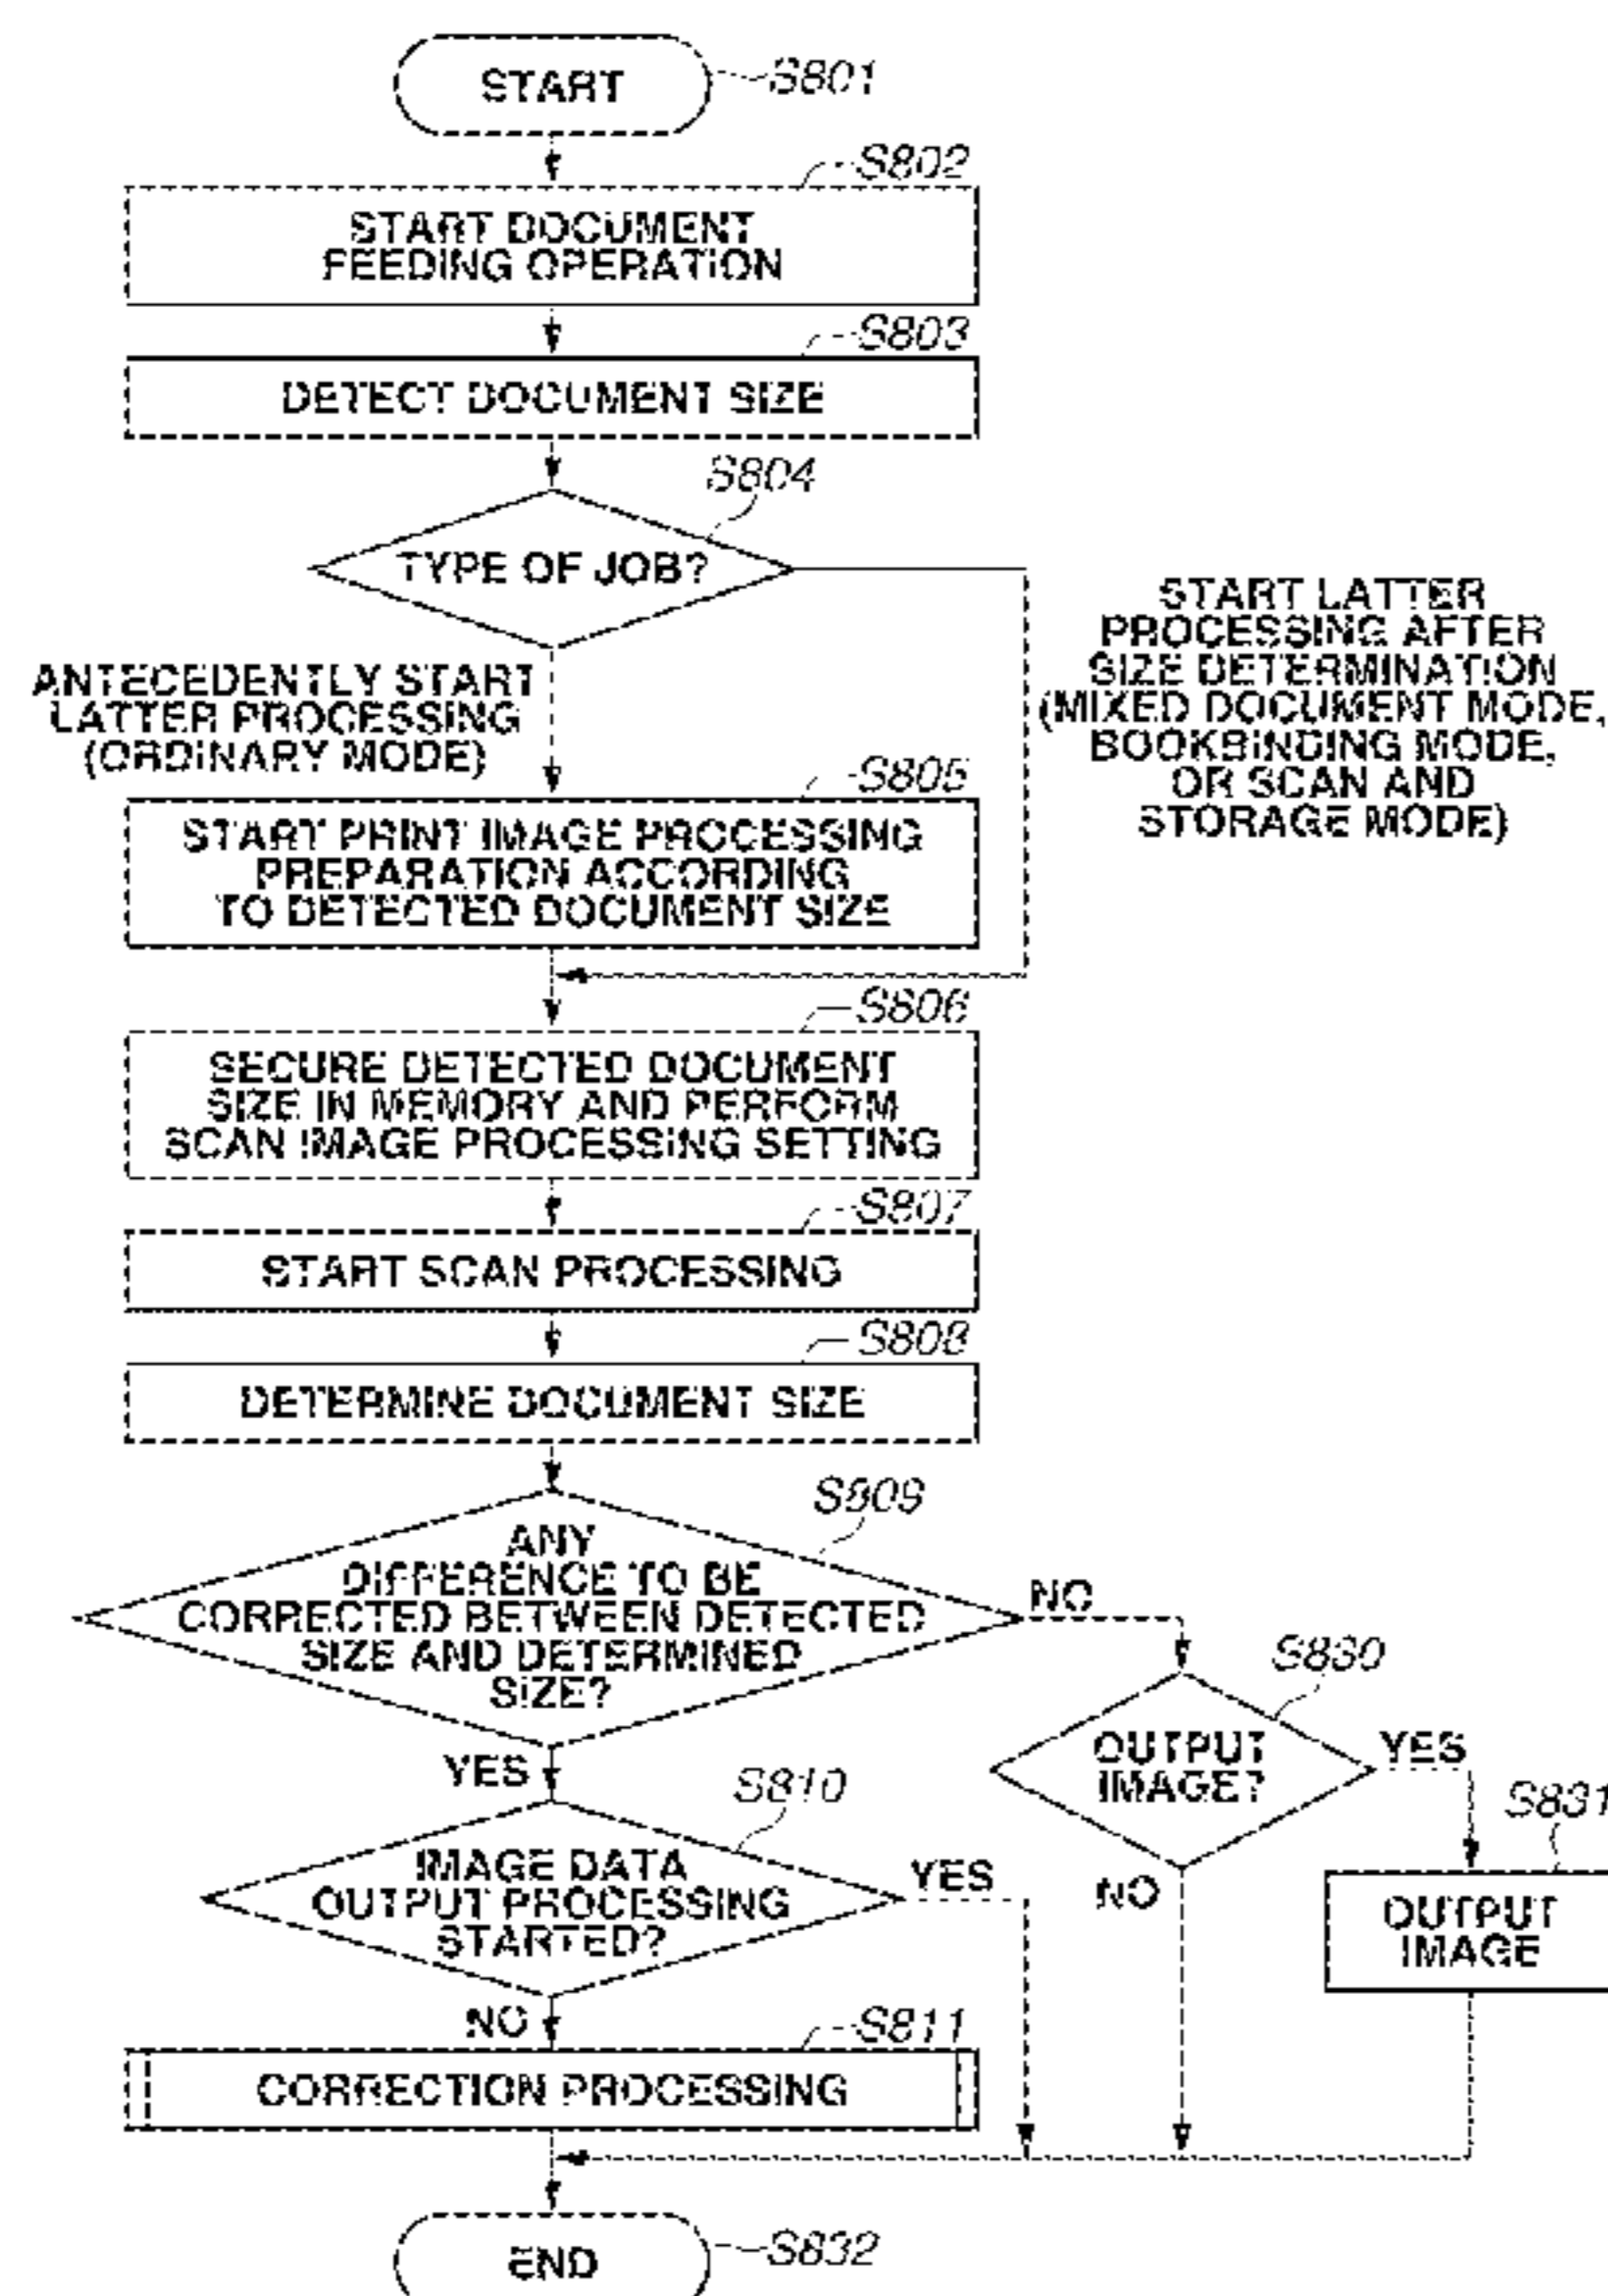 START
S801
S802
START DOCUMENT
FEEDING OPERATION
S803
DETECT DOCUMENT SIZE
S804
TYPE OF JOB?
START LATTER
PROCESSING AFTER
SIZE DETERMINATION
(MIXED DOCUMENT MODE,
BOOKBINDING MODE,
OR SCAN AND
STORAGE MODE)
ANTECEDENTLY START
LATTER PROCESSING
(ORDINARY MODE)
S805
START PRINT IMAGE PROCESSING
PREPARATION ACCORDING
TO DETECTED DOCUMENT SIZE
S806
SECURE DETECTED DOCUMENT
SIZE IN MEMORY AND PERFORM
SCAN IMAGE PROCESSING SETTING
S807
START SCAN PROCESSING
S808
DETERMINE DOCUMENT SIZE
S809
ANY
DIFFERENCE TO BE
CORRECTED BETWEEN DETECTED
SIZE AND DETERMINED
SIZE?
NO
S830
OUTPUT
IMAGE?
YES
S831
OUTPUT
IMAGE
NO
YES
S810
IMAGE DATA
OUTPUT PROCESSING
STARTED?
YES
NO
S811
CORRECTION PROCESSING
END
S832